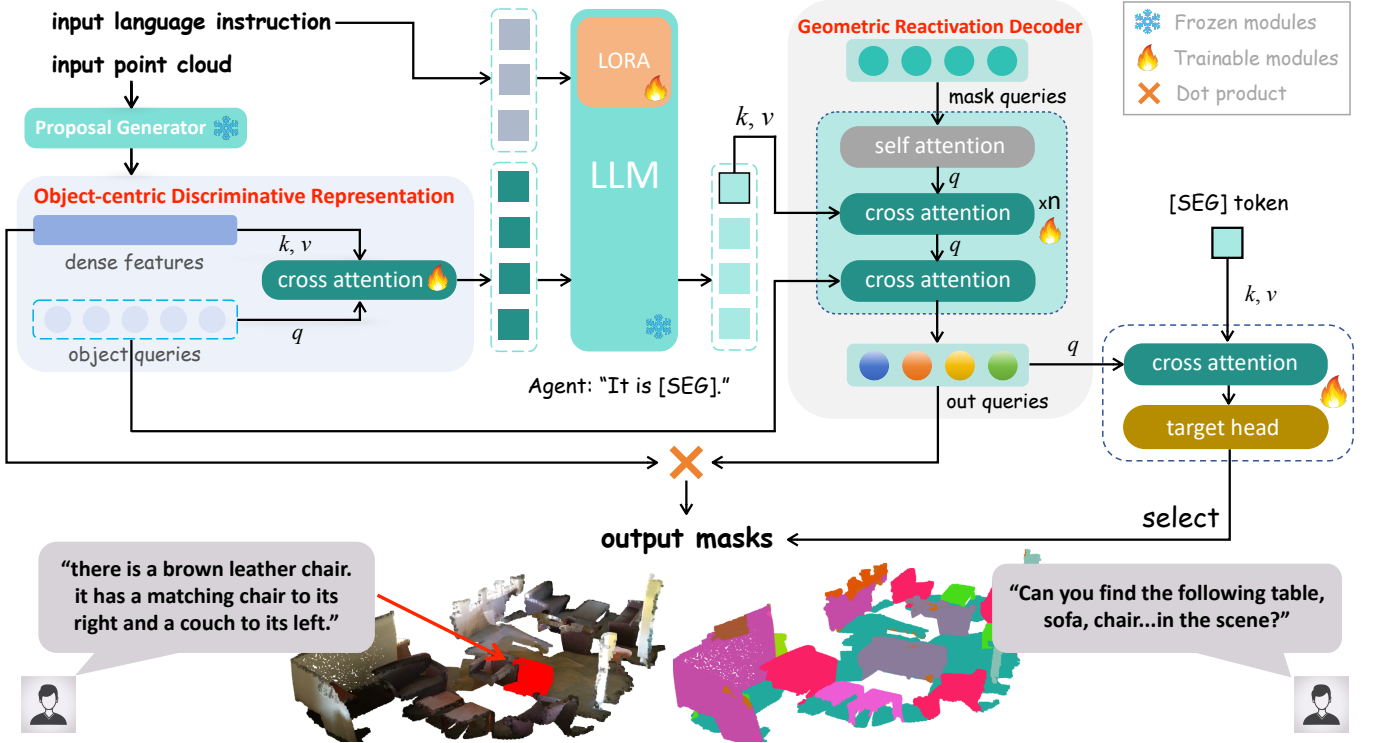 input language instruction
input point cloud
Proposal Generator
Object-centric Discriminative Representation
dense features
k, v
cross attention
object queries
q
LORA
LLM
Agent: “It is [SEG].”
Geometric Reactivation Decoder
mask queries
k, v
self attention
q
cross attention
xn
q
cross attention
out queries
q
Frozen modules
Trainable modules
Dot product
[SEG] token
k, v
cross attention
target head
select
output masks
“there is a brown leather chair.
it has a matching chair to its
right and a couch to its left.”
“Can you find the following table,
sofa, chair...in the scene?”